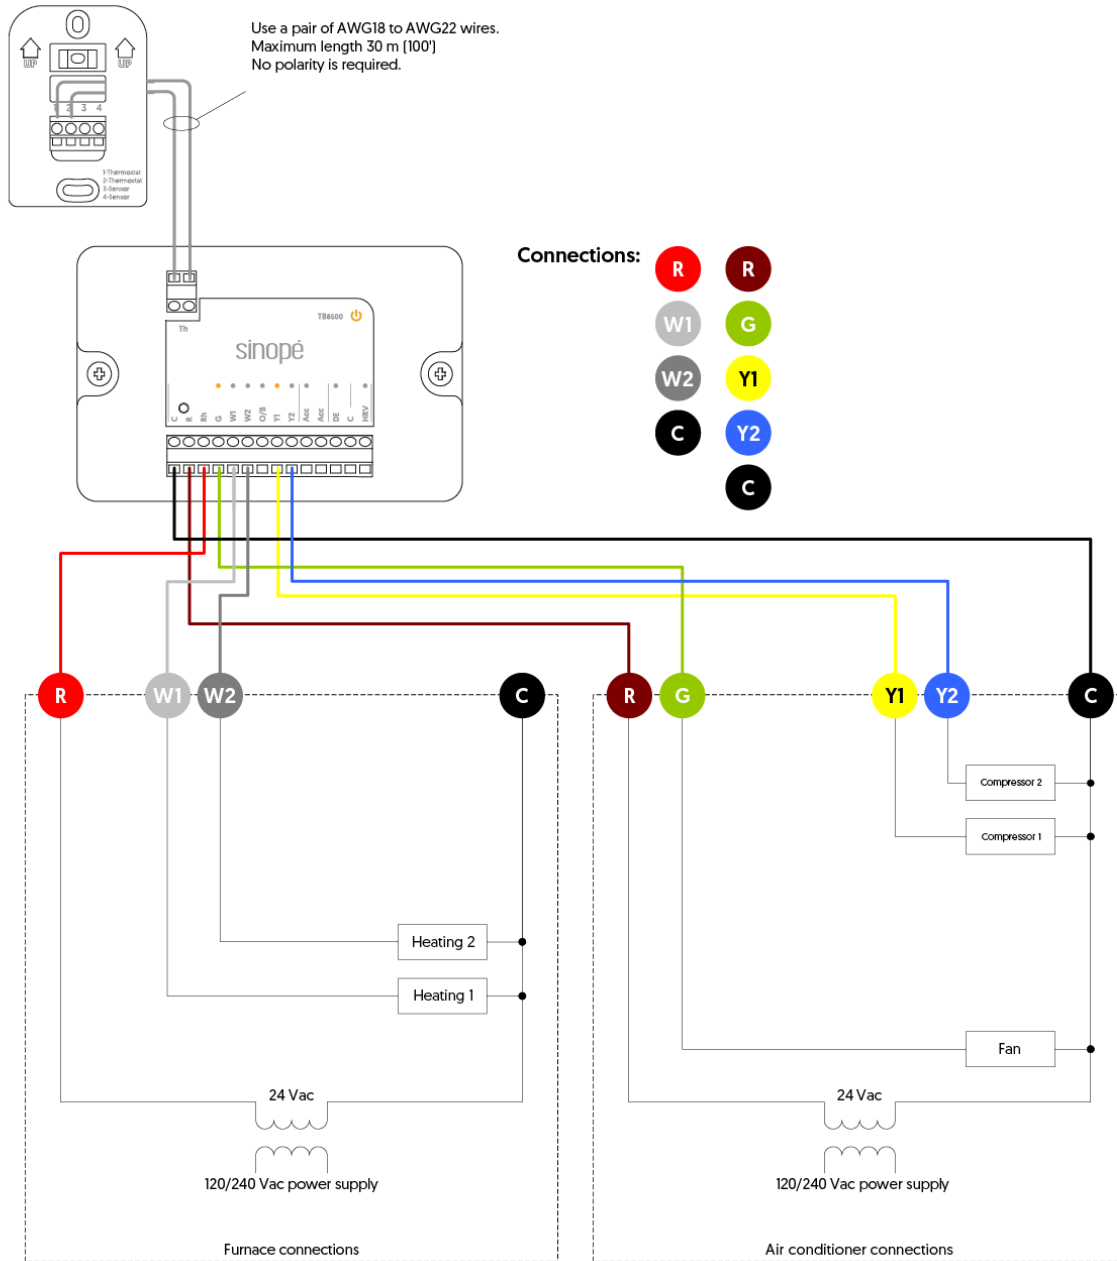 Use a pair of AWG18 to AWG22 wires.
Maximum length 30 m (100')
No polarity is required.
UP
UP
1 2 3 4
1-Thermostat
2-Thermostat
3-Sensor
4-Sensor
Connections:
R R
W1 G
W2 Y1
C Y2
C
TB6500
Th
sinopé
C R Rh G W1 W2 O/B Y1 Y2 Acc Acc DE C HRV
R W1 W2 C R G Y1 Y2 C
Compressor 2
Compressor 1
Heating 2
Heating 1
Fan
24 Vac 24 Vac
120/240 Vac power supply 120/240 Vac power supply
Furnace connections Air conditioner connections